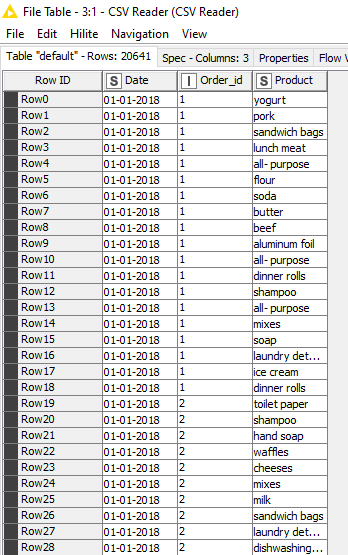 File Table - 3:1 - CSV Reader (CSV Reader)
File Edit Hilite Navigation View
Table "default" - Rows: 20641 Spec - Columns: 3 Properties Flow
Row ID S Date I Order_id S Product
Row0 01-01-2018 1 yogurt
Row1 01-01-2018 1 pork
Row2 01-01-2018 1 sandwich bags
Row3 01-01-2018 1 lunch meat
Row4 01-01-2018 1 all- purpose
Row5 01-01-2018 1 flour
Row6 01-01-2018 1 soda
Row7 01-01-2018 1 butter
Row8 01-01-2018 1 beef
Row9 01-01-2018 1 aluminum foil
Row10 01-01-2018 1 all- purpose
Row11 01-01-2018 1 dinner rolls
Row12 01-01-2018 1 shampoo
Row13 01-01-2018 1 all- purpose
Row14 01-01-2018 1 mixes
Row15 01-01-2018 1 soap
Row16 01-01-2018 1 laundry det...
Row17 01-01-2018 1 ice cream
Row18 01-01-2018 1 dinner rolls
Row19 01-01-2018 2 toilet paper
Row20 01-01-2018 2 shampoo
Row21 01-01-2018 2 hand soap
Row22 01-01-2018 2 waffles
Row23 01-01-2018 2 cheeses
Row24 01-01-2018 2 mixes
Row25 01-01-2018 2 milk
Row26 01-01-2018 2 sandwich bags
Row27 01-01-2018 2 laundry det...
Row28 01-01-2018 2 dishwashing...